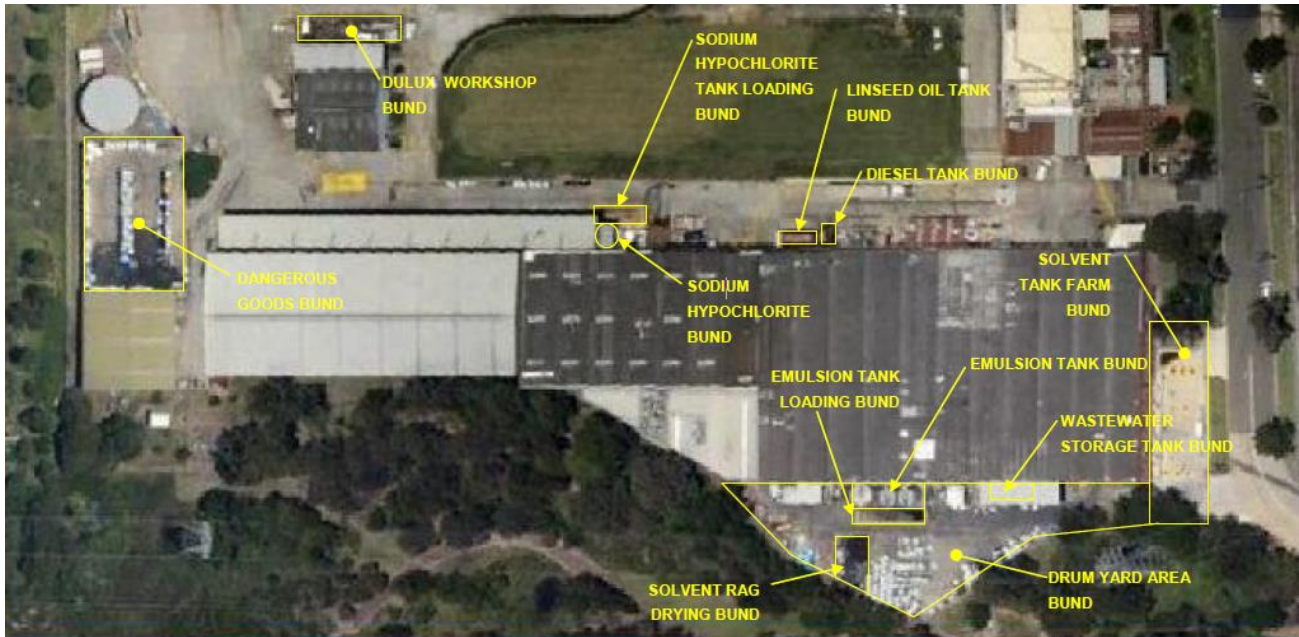 SODIUM
HYPOCHLORITE
TANK LOADING
BUND
DULUX WORKSHOP
BUND
LINSEED OIL TANK
BUND
DIESEL TANK BUND
DANGEROUS
GOODS BUND
SODIUM
HYPOCHLORITE
BUND
SOLVENT
TANK FARM
BUND
EMULSION TANK
LOADING BUND
EMULSION TANK BUND
WASTEWATER
STORAGE TANK BUND
SOLVENT RAG
DRYING BUND
DRUM YARD AREA
BUND